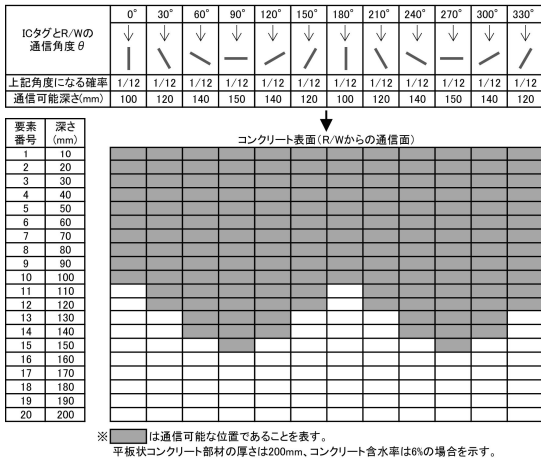 ICタグとR/Wの
通信角度θ
0° 30° 60° 90° 120° 150° 180° 210° 240° 270° 300° 330°
上記角度になる確率 1/12 1/12 1/12 1/12 1/12 1/12 1/12 1/12 1/12 1/12 1/12 1/12
通信可能深さ(mm) 100 120 140 150 140 120 100 120 140 150 140 120
要素番号 深さ(mm)
コンクリート表面(R/Wからの通信面)
1 10
2 20
3 30
4 40
5 50
6 60
7 70
8 80
9 90
10 100
11 110
12 120
13 130
14 140
15 150
16 160
17 170
18 180
19 190
20 200
※ は通信可能な位置であることを表す。
平板状コンクリート部材の厚さは200mm、コンクリート含水率は6%の場合を示す。